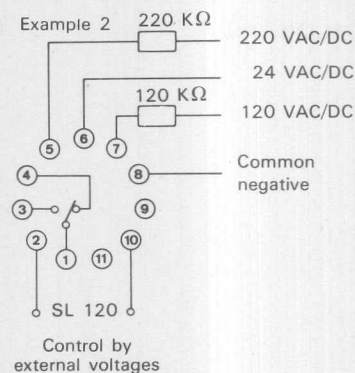 Example 2
220 KΩ
220 VAC/DC
24 VAC/DC
120 KΩ
120 VAC/DC
5
6
7
4
8
Common
negative
3
9
2
1
11
10
SL 120
Control by
external voltages